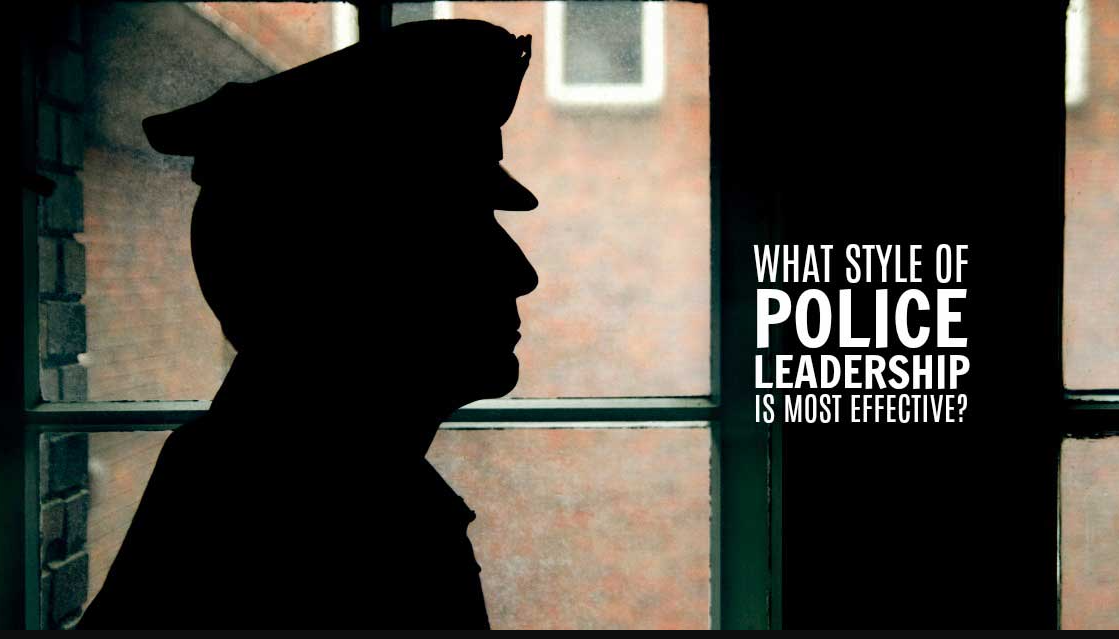 WHAT STYLE OF
POLICE
LEADERSHIP
IS MOST EFFECTIVE?